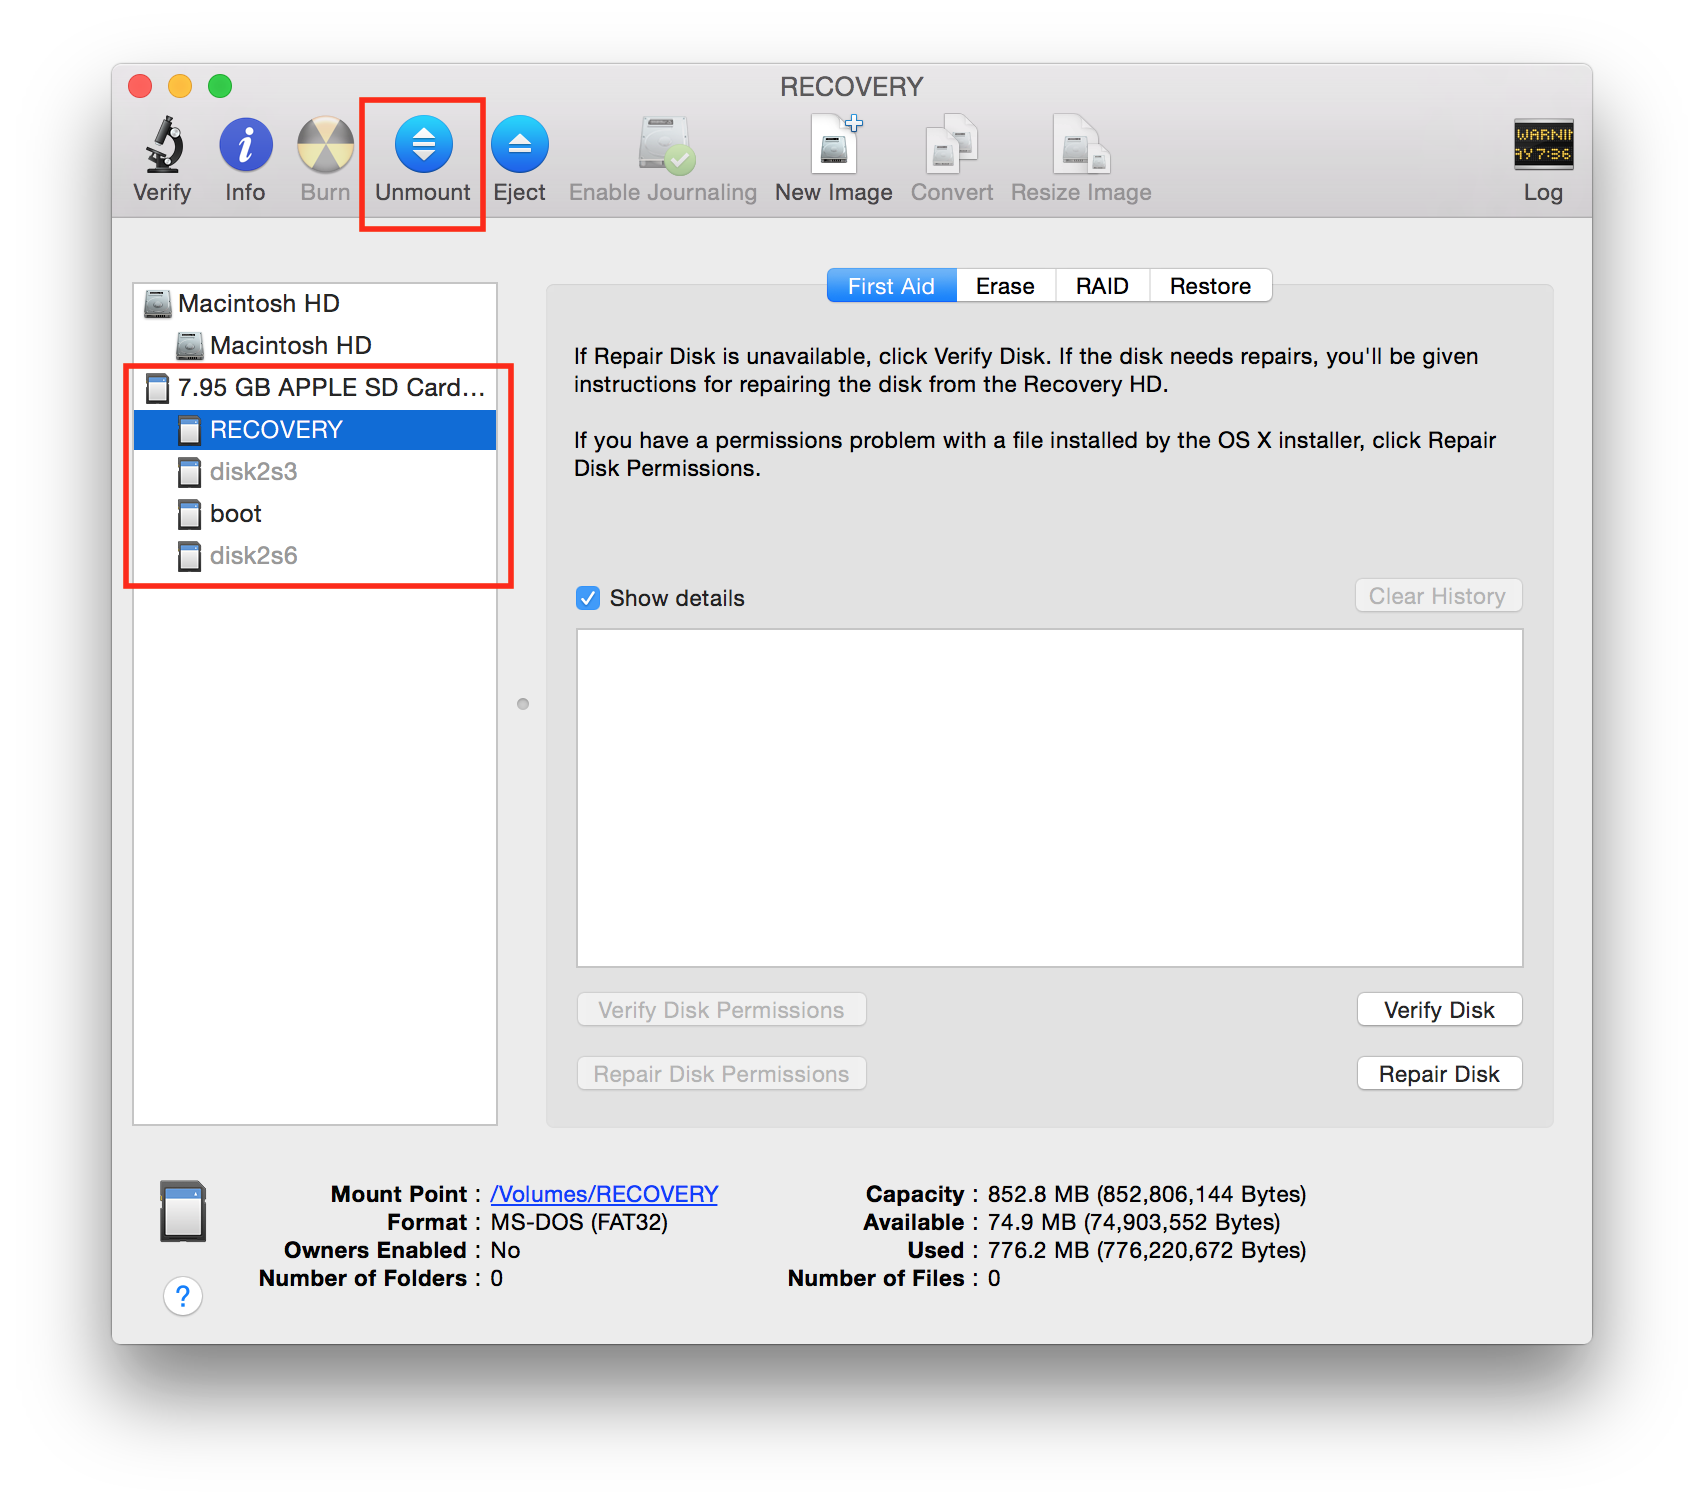 RECOVERY
Verify Info Burn Unmount Eject Enable Journaling New Image Convert Resize Image Log
WARNIN
AY 7:36
Macintosh HD
Macintosh HD
7.95 GB APPLE SD Card...
RECOVERY
disk2s3
boot
disk2s6
First Aid Erase RAID Restore
If Repair Disk is unavailable, click Verify Disk. If the disk needs repairs, you'll be given
instructions for repairing the disk from the Recovery HD.
If you have a permissions problem with a file installed by the OS X installer, click Repair
Disk Permissions.
Show details
Clear History
Verify Disk Permissions
Verify Disk
Repair Disk Permissions
Repair Disk
Mount Point : /Volumes/RECOVERY
Format : MS-DOS (FAT32)
Owners Enabled : No
Number of Folders : 0
Capacity : 852.8 MB (852,806,144 Bytes)
Available : 74.9 MB (74,903,552 Bytes)
Used : 776.2 MB (776,220,672 Bytes)
Number of Files : 0
?